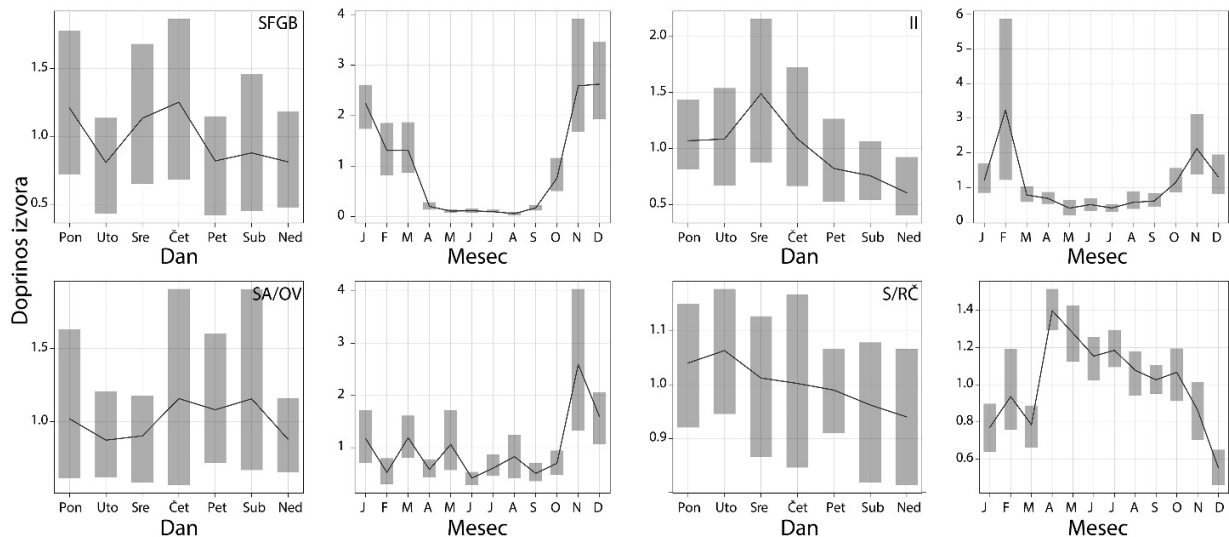 Doprinos izvora
SFGB
1.5
1.0
0.5
Pon Uto Sre Čet Pet Sub Ned
Dan
4
3
2
1
0
J F M A M J J A S O N D
Mesec
II
2.0
1.5
1.0
0.5
Pon Uto Sre Čet Pet Sub Ned
Dan
6
5
4
3
2
1
0
J F M A M J J A S O N D
Mesec
SA/OV
1.5
1.0
Pon Uto Sre Čet Pet Sub Ned
Dan
4
3
2
1
J F M A M J J A S O N D
Mesec
S/RČ
1.1
1.0
0.9
Pon Uto Sre Čet Pet Sub Ned
Dan
1.4
1.2
1.0
0.8
0.6
J F M A M J J A S O N D
Mesec